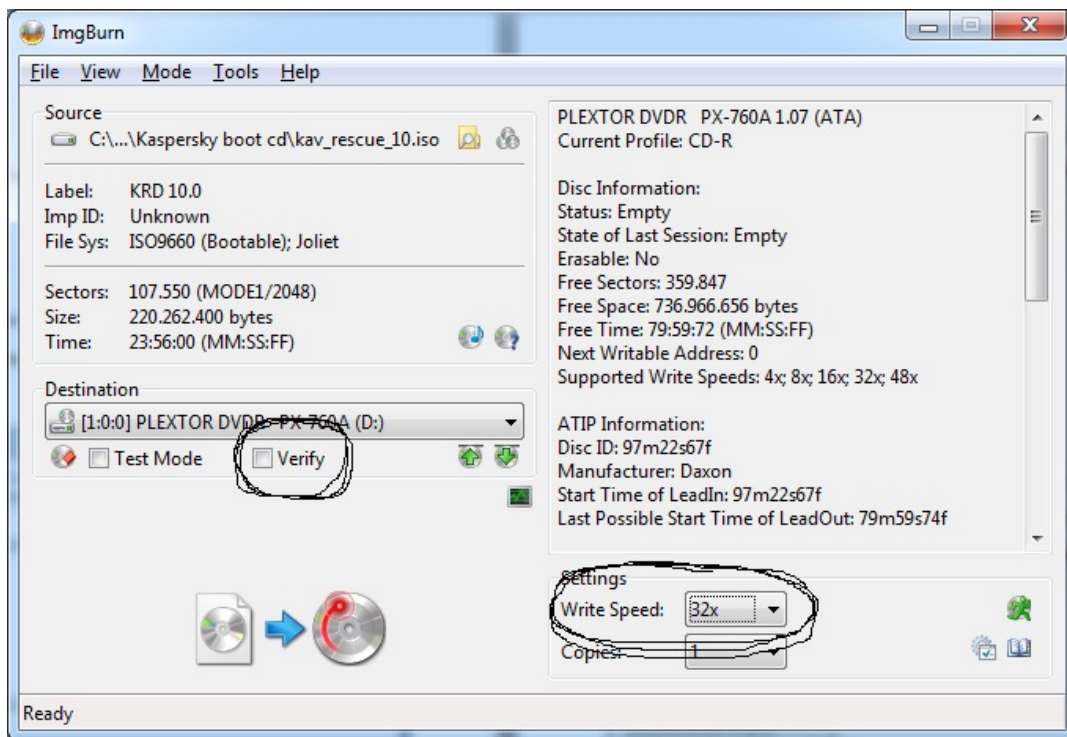 ImgBurn
File View Mode Tools Help
Source
C:\...\Kaspersky boot cd\kav_rescue_10.iso
Label: KRD 10.0
Imp ID: Unknown
File Sys: ISO9660 (Bootable); Joliet
Sectors: 107.550 (MODE1/2048)
Size: 220.262.400 bytes
Time: 23:56:00 (MM:SS:FF)
Destination
[1:0:0] PLEXTOR DVDR PX-760A (D:)
Test Mode Verify
PLEXTOR DVDR PX-760A 1.07 (ATA)
Current Profile: CD-R
Disc Information:
Status: Empty
State of Last Session: Empty
Erasable: No
Free Sectors: 359.847
Free Space: 736.966.656 bytes
Free Time: 79:59:72 (MM:SS:FF)
Next Writable Address: 0
Supported Write Speeds: 4x; 8x; 16x; 32x; 48x
ATIP Information:
Disc ID: 97m22s67f
Manufacturer: Daxon
Start Time of LeadIn: 97m22s67f
Last Possible Start Time of LeadOut: 79m59s74f
Settings
Write Speed: 32x
Copies: 1
Ready